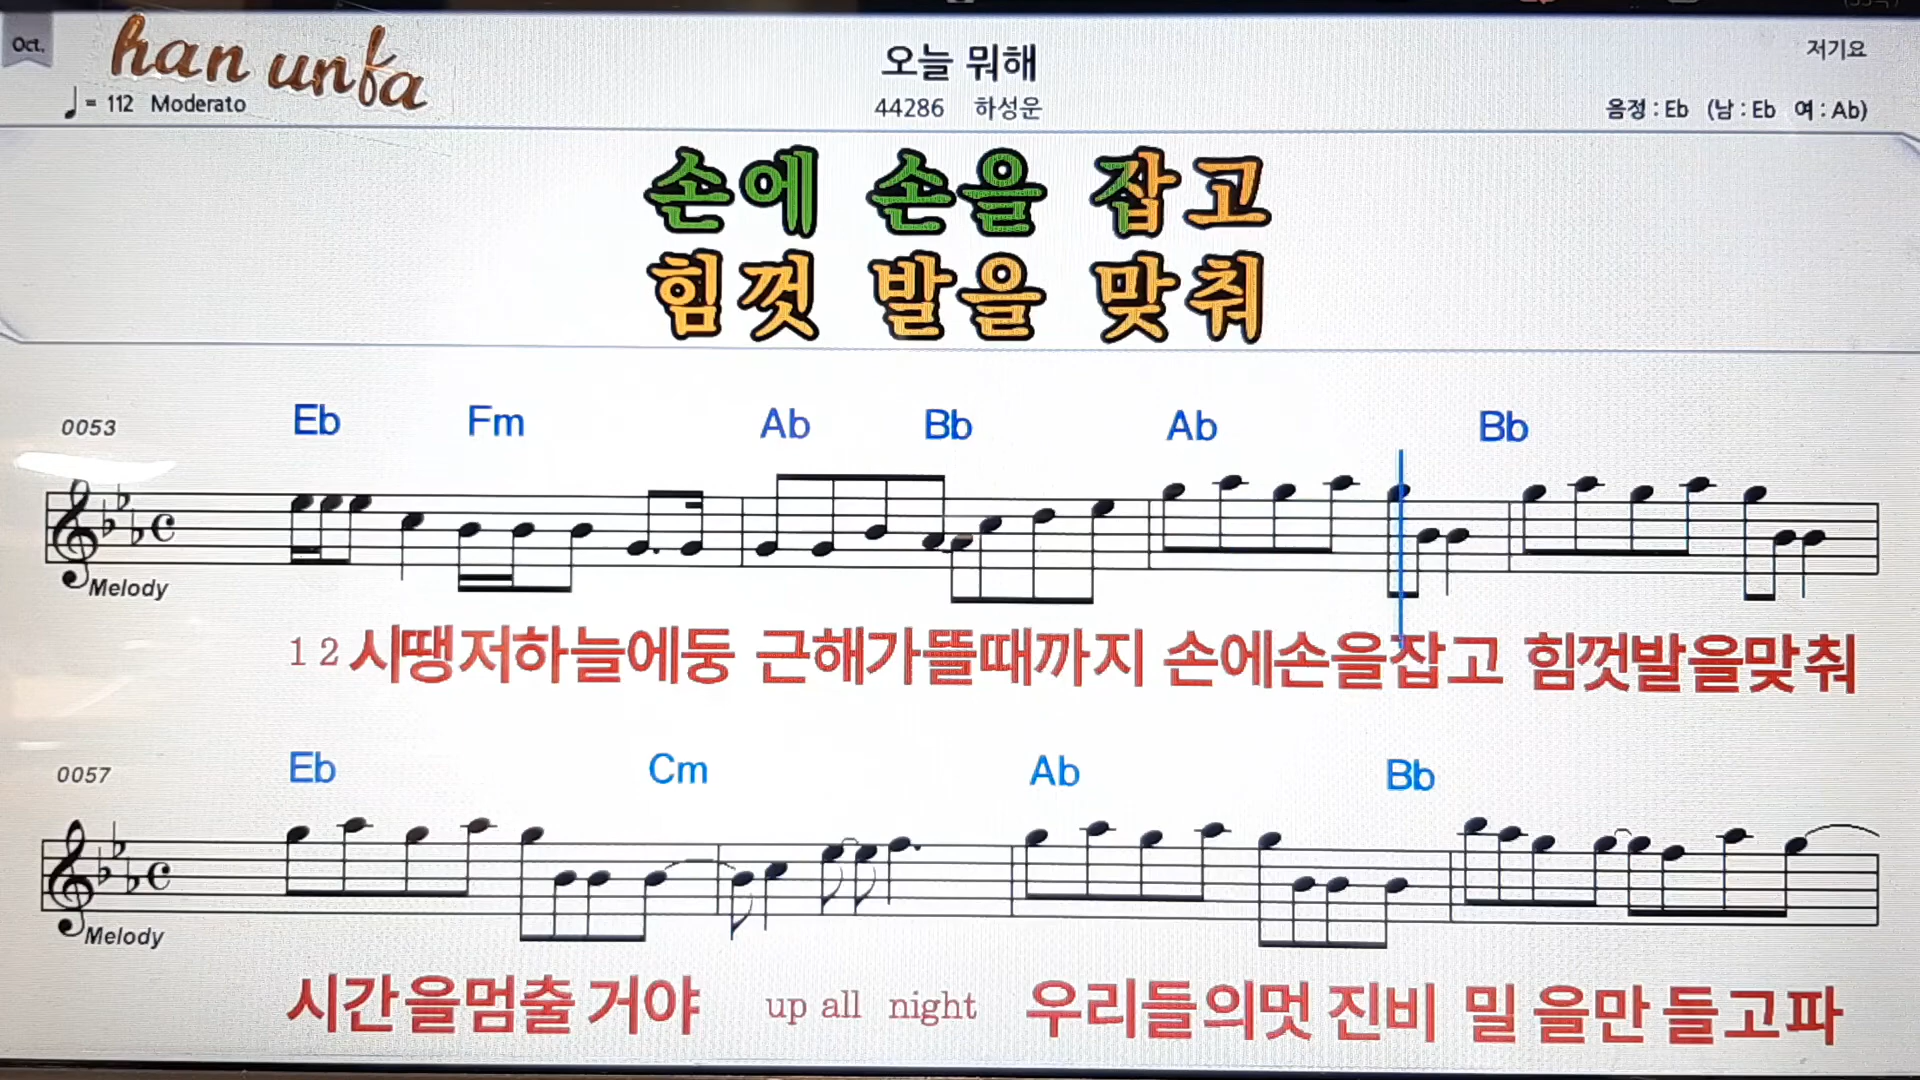 Oct.
han unfa
오늘 뭐해
저기요
= 112 Moderato
44286 하성운
음정 : Eb (남 : Eb 여 : Ab)
손에 손을 잡고
힘껏 발을 맞춰
0053 Eb Fm Ab Bb Ab Bb
Melody
1 2 시땡저하늘에둥 근해가뜰때까지 손에손을잡고 힘껏발을맞춰
0057 Eb Cm Ab Bb
Melody
시간을멈출거야 up all night 우리들의멋진비 밀을만들고파